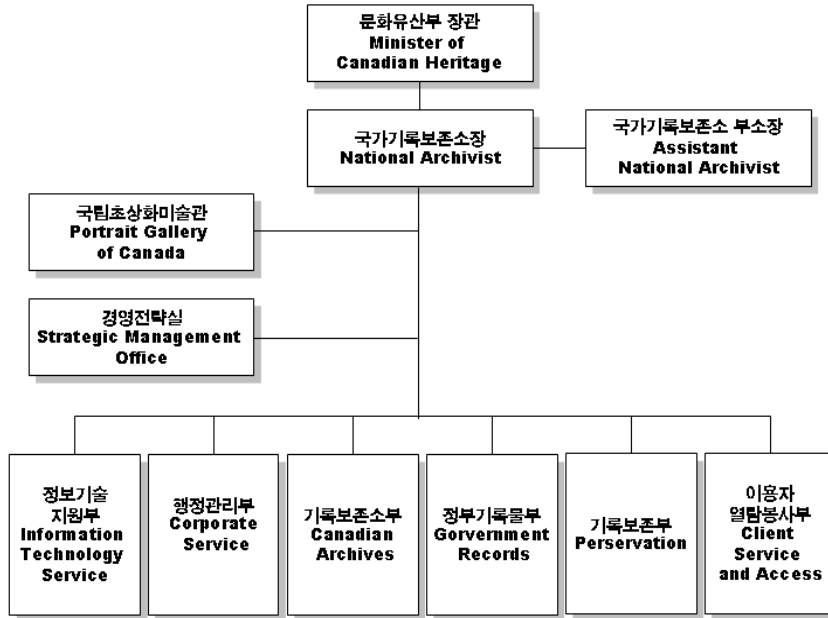 문화유산부 장관
Minister of
Canadian Heritage
국가기록보존소장
National Archivist
국가기록보존소 부소장
Assistant
National Archivist
국립초상화미술관
Portrait Gallery
of Canada
경영전략실
Strategic Management
Office
정보기술
지원부
Information
Technology
Service
행정관리부
Corporate
Service
기록보존소부
Canadian
Archives
정부기록물부
Gorvernment
Records
기록보존부
Perservation
이용자
열람봉사부
Client
Service
and Access